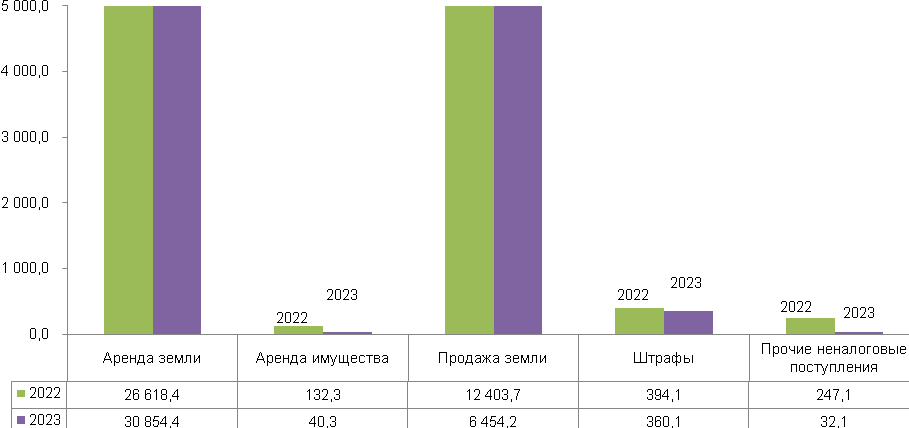 5 000,0
4 000,0
3 000,0
2 000,0
1 000,0
0,0
2022
2023
2022
2023
2022
2023
Аренда земли
Аренда имущества
Продажа земли
Штрафы
Прочие неналоговые
поступления
2022 26 618,4 132,3 12 403,7 394,1 247,1
2023 30 854,4 40,3 6 454,2 360,1 32,1